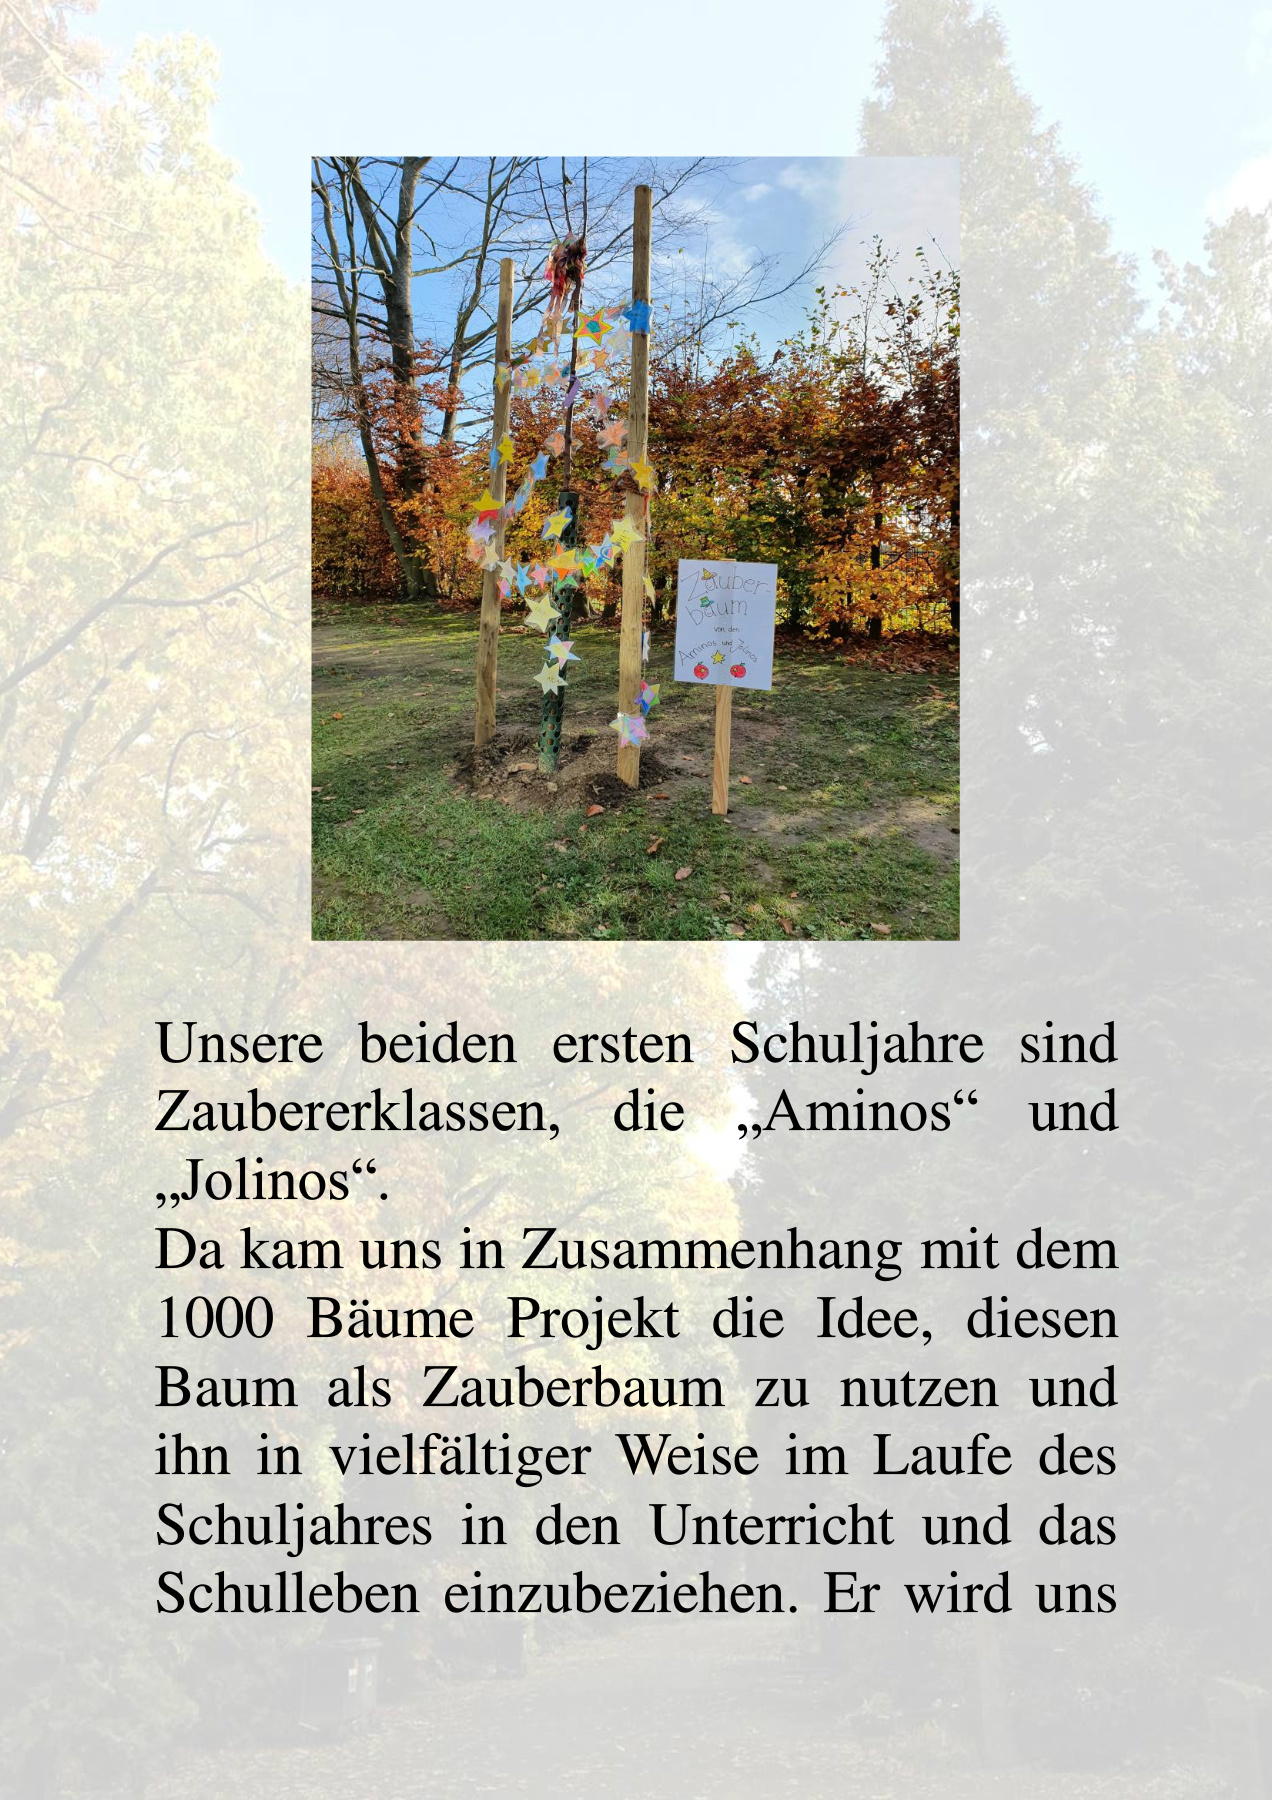 Zauber-
baum
von den
Aminos und Jolinos
Unsere beiden ersten Schuljahre sind
Zaubererklassen, die „Aminos“ und
„Jolinos“.
Da kam uns in Zusammenhang mit dem
1000 Bäume Projekt die Idee, diesen
Baum als Zauberbaum zu nutzen und
ihn in vielfältiger Weise im Laufe des
Schuljahres in den Unterricht und das
Schulleben einzubeziehen. Er wird uns